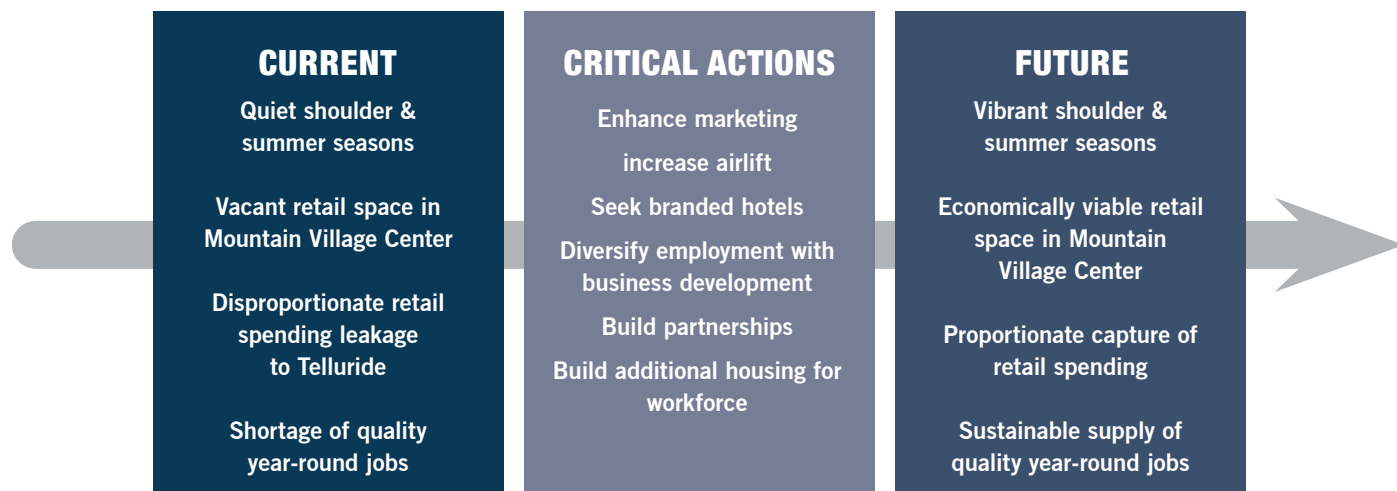 CURRENT
Quiet shoulder &
summer seasons
Vacant retail space in
Mountain Village Center
Disproportionate retail
spending leakage
to Telluride
Shortage of quality
year-round jobs
CRITICAL ACTIONS
Enhance marketing
increase airlift
Seek branded hotels
Diversify employment with
business development
Build partnerships
Build additional housing for
workforce
FUTURE
Vibrant shoulder &
summer seasons
Economically viable retail
space in Mountain
Village Center
Proportionate capture of
retail spending
Sustainable supply of
quality year-round jobs